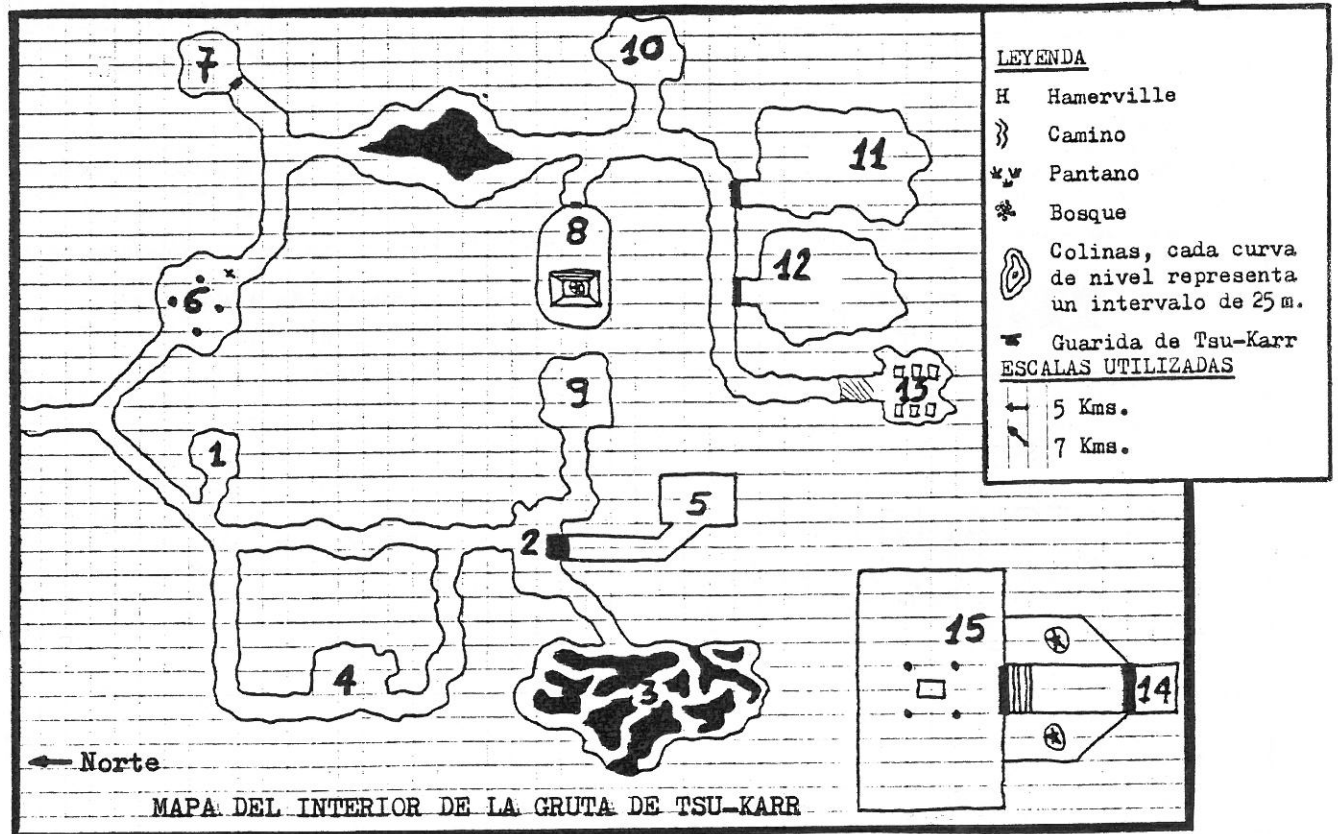 7
10
11
8
12
6
9
13
1
5
2
15
4
3
14
Norte
MAPA DEL INTERIOR DE LA GRUTA DE TSU-KARR
LEYENDA
H Hamerville
Camino
Pantano
Bosque
Colinas, cada curva
de nivel representa
un intervalo de 25 m.
Guarida de Tsu-Karr
ESCALAS UTILIZADAS
5 Kms.
7 Kms.